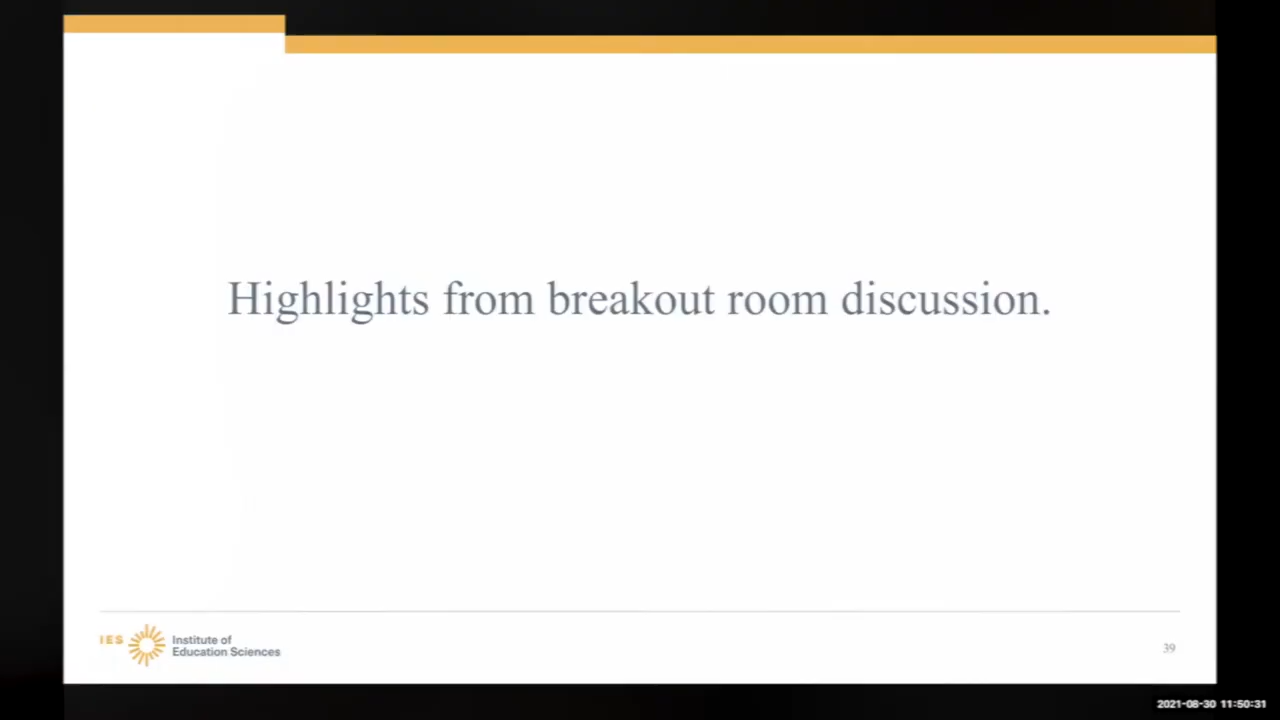 Highlights from breakout room discussion.
IES
Institute of
Education Sciences
39
2021-08-30 11:50:31